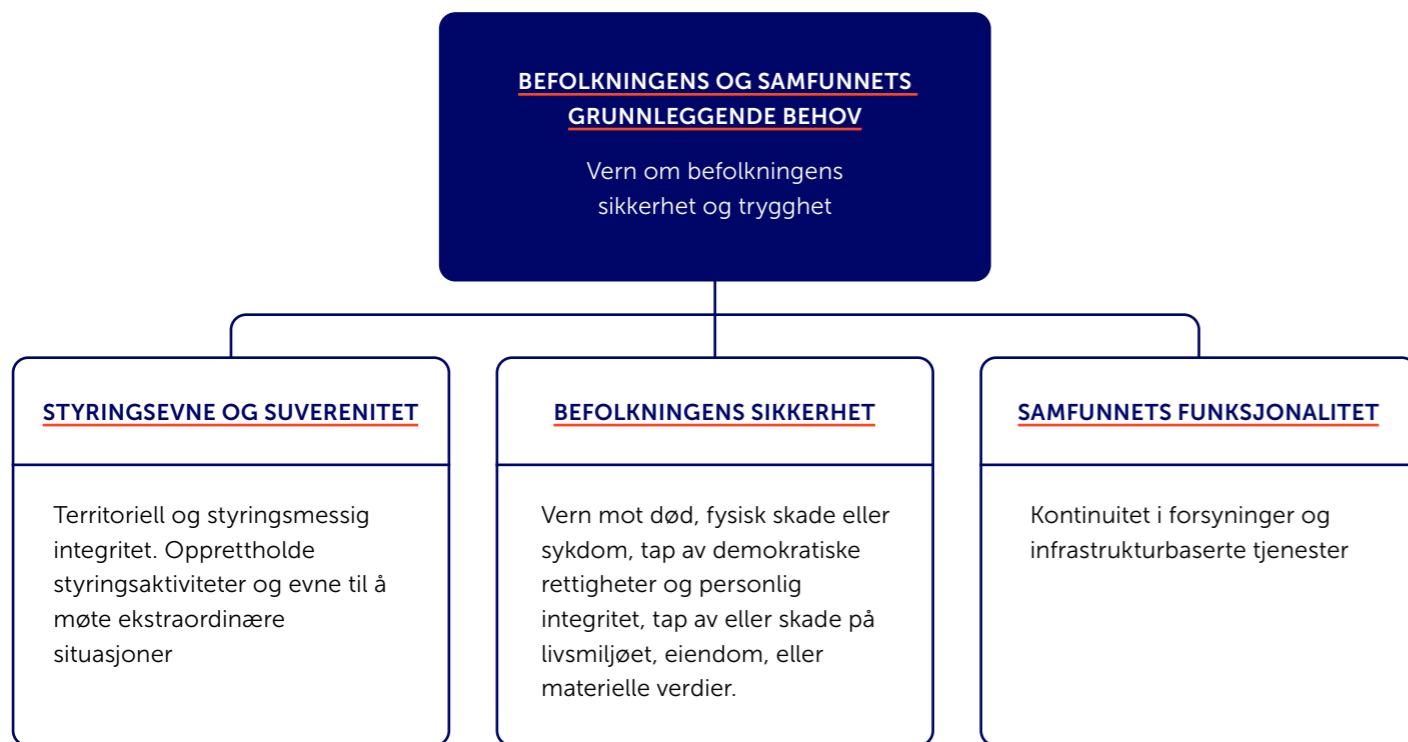 BEFOLKNINGENS OG SAMFUNNETS
GRUNNLEGGENDE BEHOV
Vern om befolkningens
sikkerhet og trygghet
STYRINGSEVNE OG SUVERENITET
Territoriell og styringsmessig
integritet. Opprettholde
styringsaktiviteter og evne til å
møte ekstraordinære
situasjoner
BEFOLKNINGENS SIKKERHET
Vern mot død, fysisk skade eller
sykdom, tap av demokratiske
rettigheter og personlig
integritet, tap av eller skade på
livsmiljøet, eiendom, eller
materielle verdier.
SAMFUNNETS FUNKSJONALITET
Kontinuitet i forsyninger og
infrastrukturbaserte tjenester